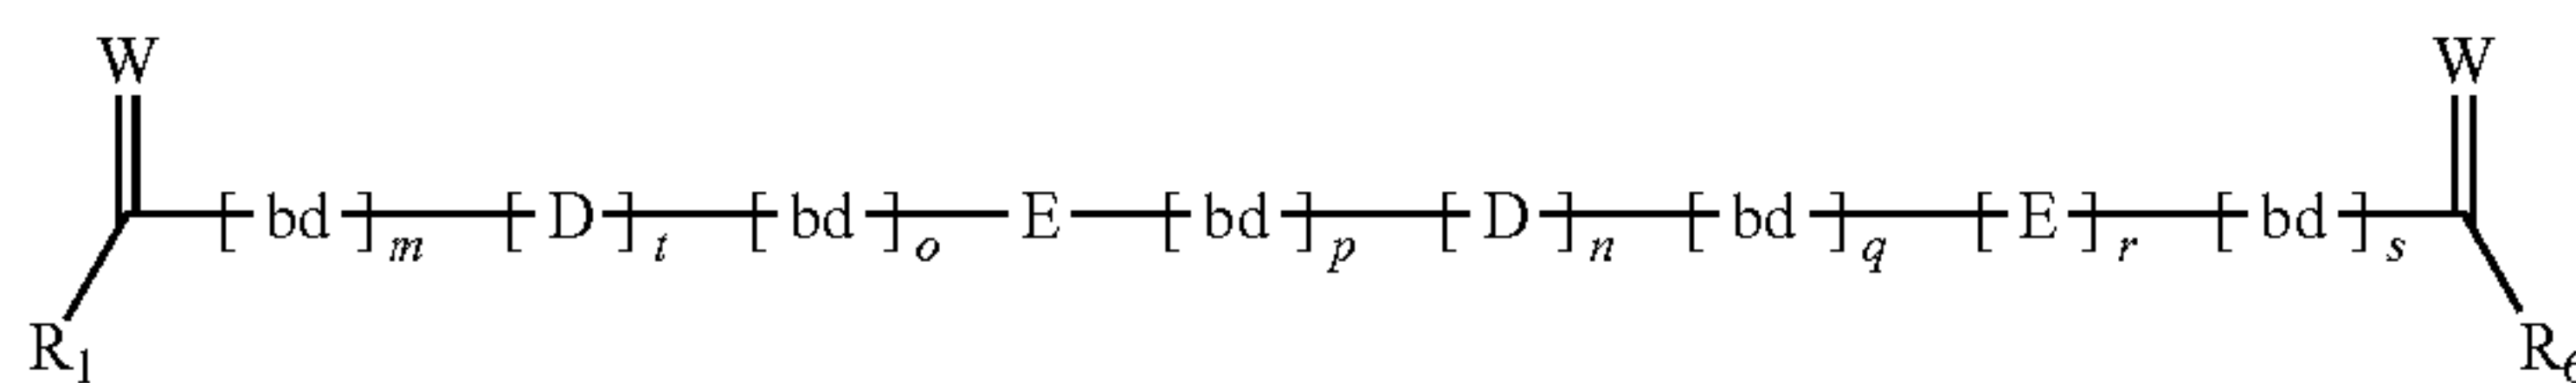 W W
[ bd ]m [ D ]t [ bd ]o E [ bd ]p [ D ]n [ bd ]q [ E ]r [ bd ]s
R1 R6